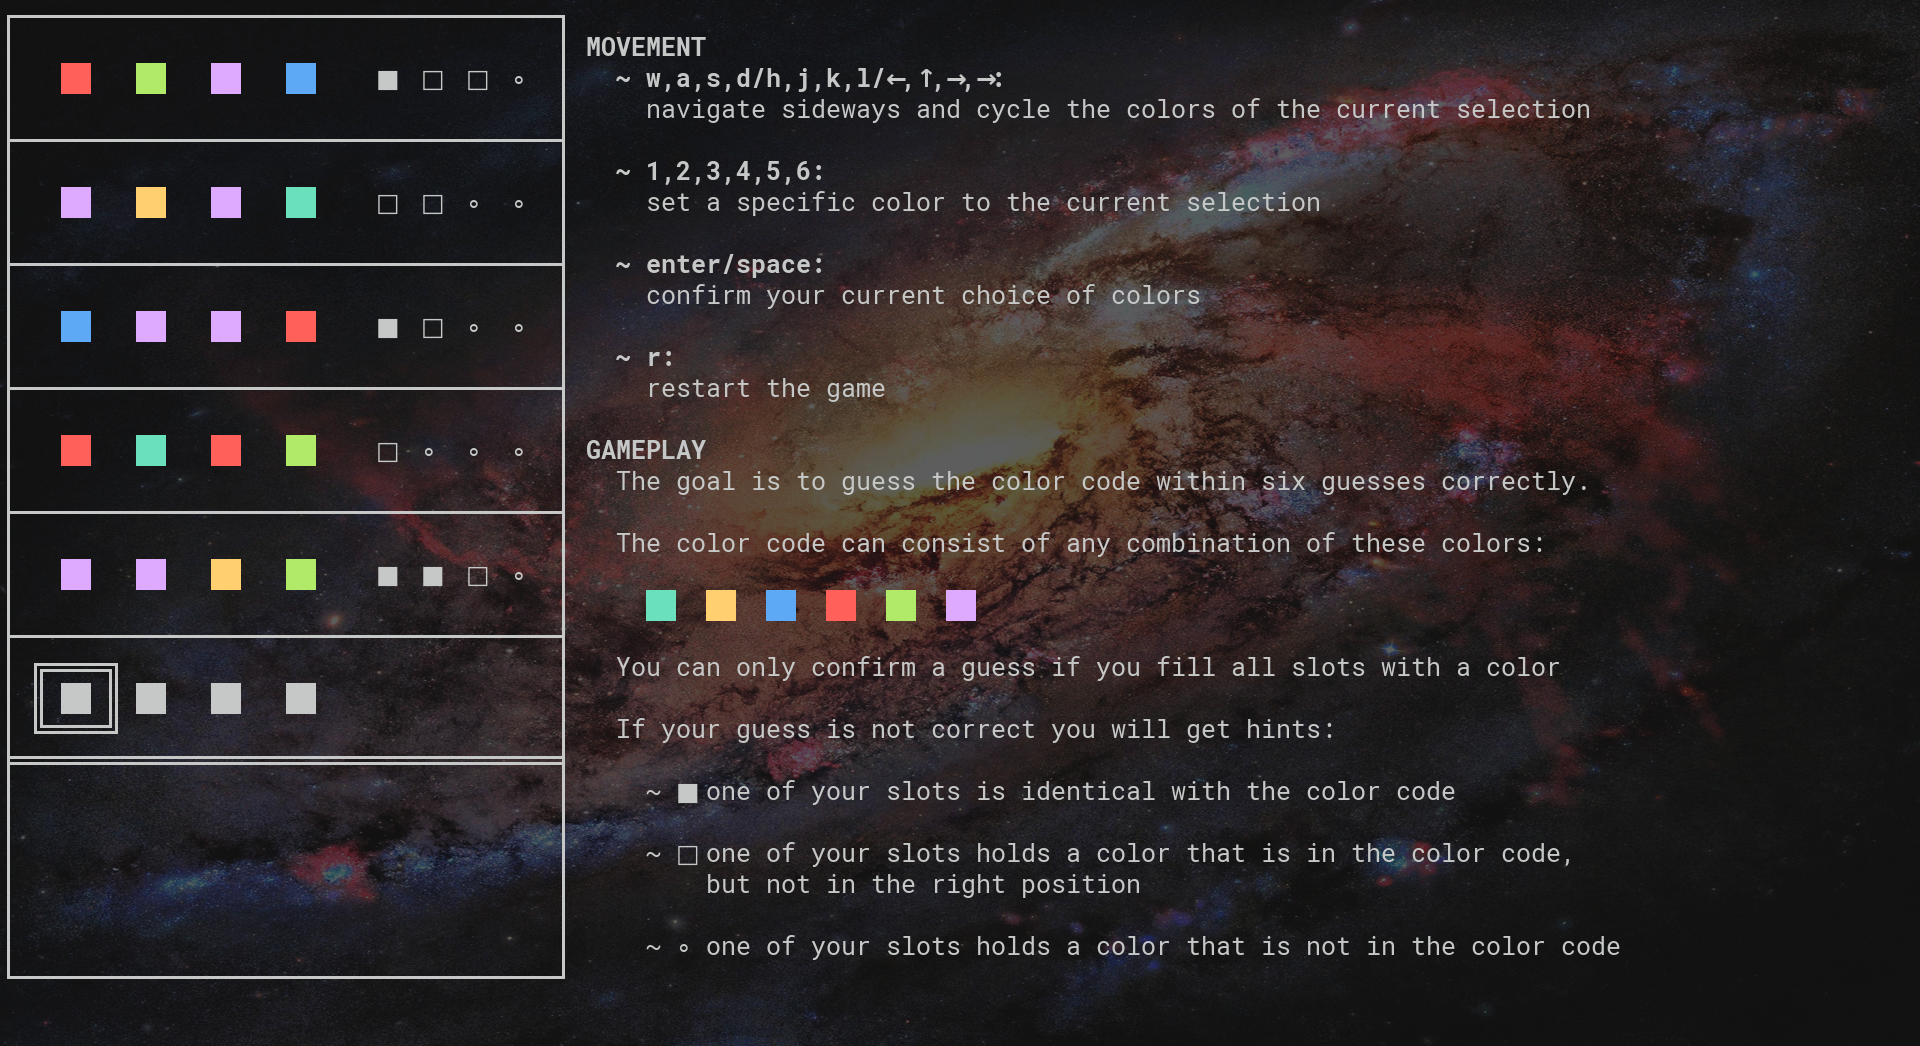 MOVEMENT
~ w,a,s,d/h,j,k,l/←,↑,→,→:
navigate sideways and cycle the colors of the current selection
~ 1,2,3,4,5,6:
set a specific color to the current selection
~ enter/space:
confirm your current choice of colors
~ r:
restart the game
GAMEPLAY
The goal is to guess the color code within six guesses correctly.
The color code can consist of any combination of these colors:
You can only confirm a guess if you fill all slots with a color
If your guess is not correct you will get hints:
~ ■ one of your slots is identical with the color code
~ □ one of your slots holds a color that is in the color code,
but not in the right position
~ ∘ one of your slots holds a color that is not in the color code